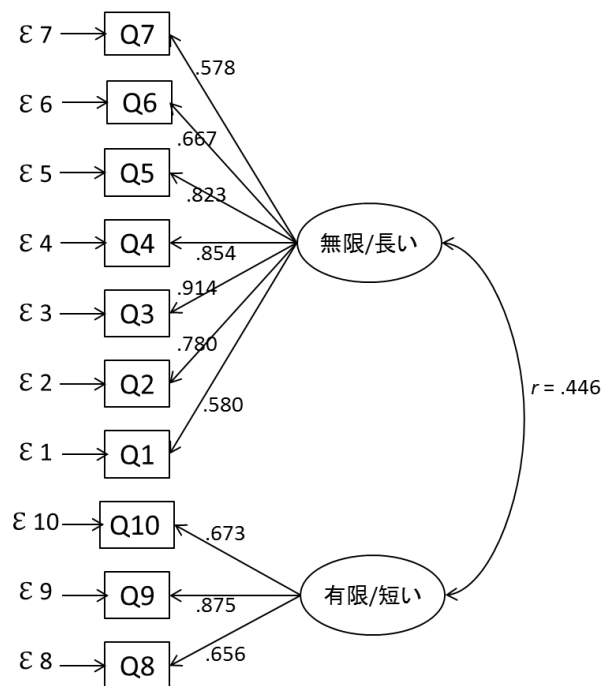 ε 7
Q7
.578
ε 6
Q6
.667
ε 5
Q5
.823
ε 4
Q4
.854
無限/長い
ε 3
Q3
.914
ε 2
Q2
.780
r = .446
ε 1
Q1
.580
ε 10
Q10
.673
ε 9
Q9
.875
有限/短い
ε 8
Q8
.656